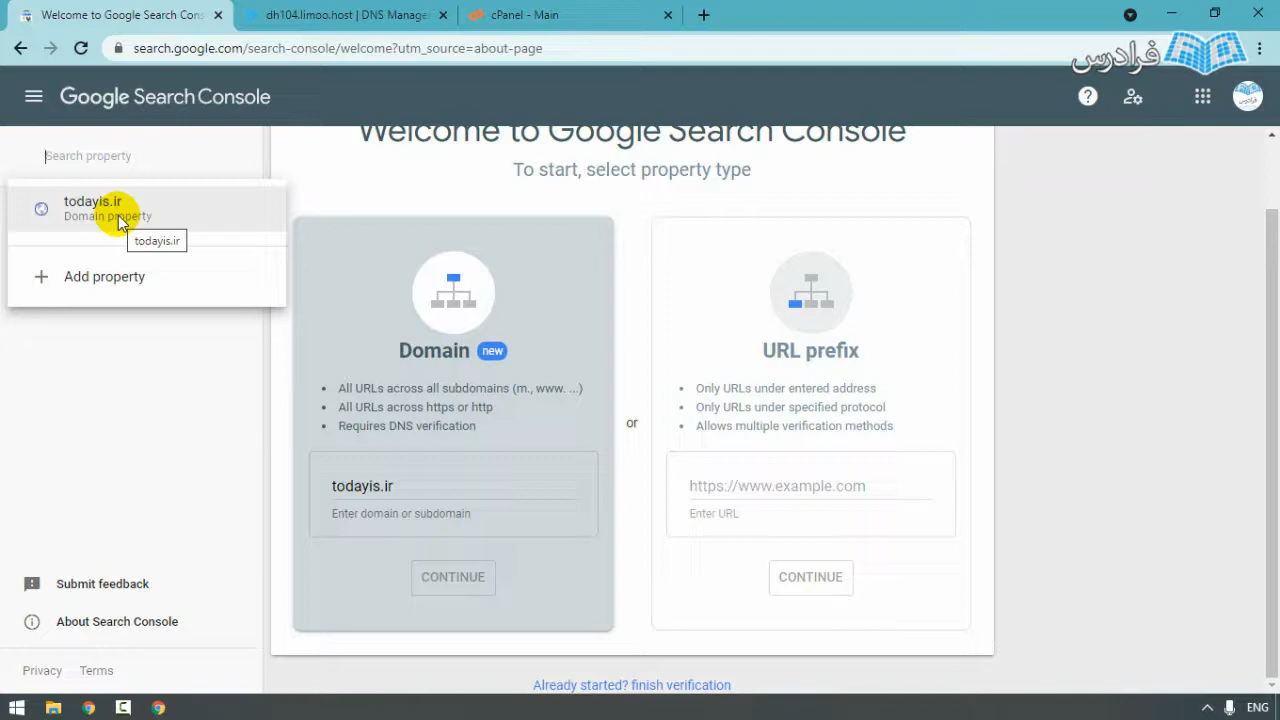 Welcome to Google Search Cons
dh104.limoo.host | DNS Manage
cPanel - Main
search.google.com/search-console/welcome?utm_source=about-page
فرادرس
Google Search Console
Search property
todayis.ir
Domain property
todayis.ir
Add property
Welcome to Google Search Console
To start, select property type
Domain new
All URLs across all subdomains (m., www. ...)
All URLs across https or http
Requires DNS verification
todayis.ir
Enter domain or subdomain
CONTINUE
or
URL prefix
Only URLs under entered address
Only URLs under specified protocol
Allows multiple verification methods
https://www.example.com
Enter URL
CONTINUE
Already started? finish verification
Submit feedback
About Search Console
Privacy Terms
ENG